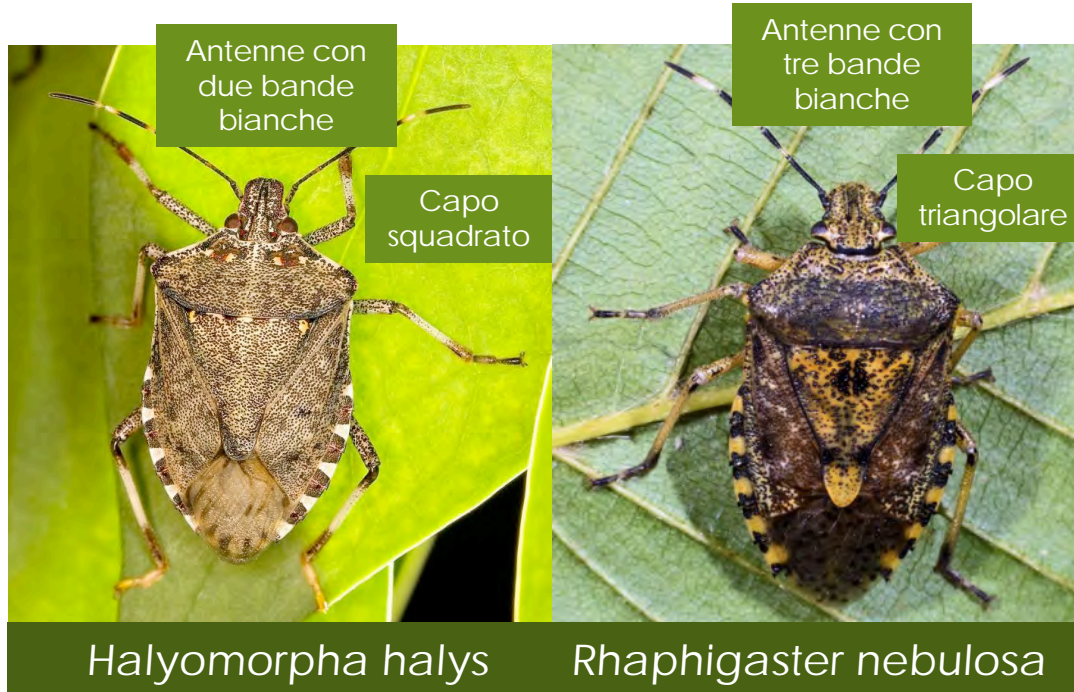 Antenne con
due bande
bianche
Antenne con
tre bande
bianche
Capo
squadrato
Capo
triangolare
Halyomorpha halys
Rhaphigaster nebulosa